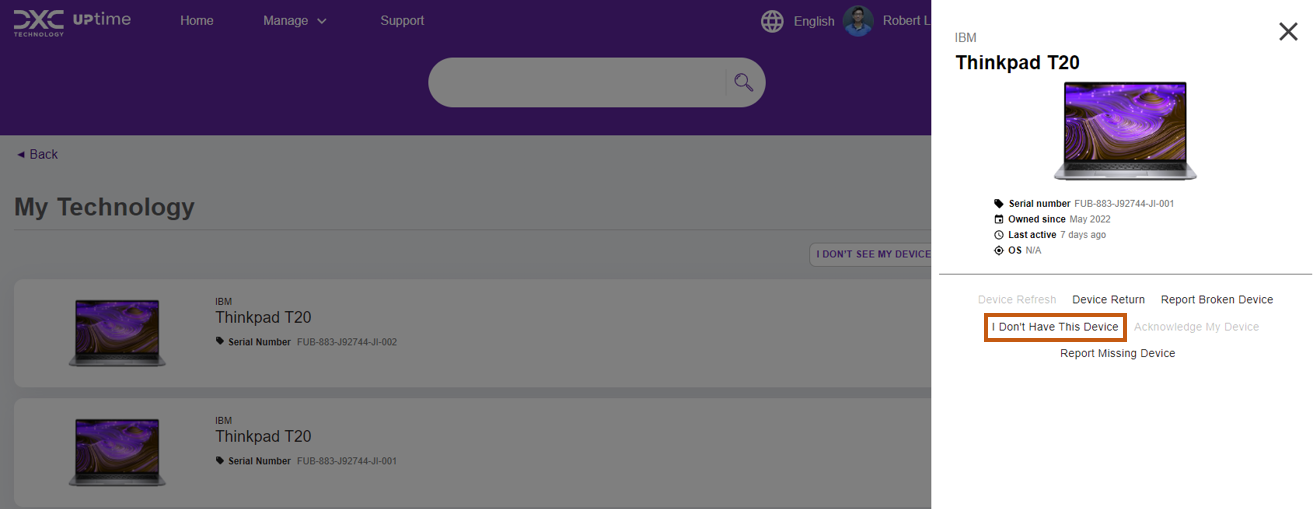 DXC TECHNOLOGY UPtime
Home
Manage
Support
English
Robert L
◄ Back
My Technology
I DON'T SEE MY DEVICE
IBM
Thinkpad T20
Serial Number FUB-883-J92744-JI-002
IBM
Thinkpad T20
Serial Number FUB-883-J92744-JI-001
IBM
Thinkpad T20
Serial number FUB-883-J92744-JI-001
Owned since May 2022
Last active 7 days ago
OS N/A
Device Refresh Device Return Report Broken Device
I Don't Have This Device Acknowledge My Device
Report Missing Device